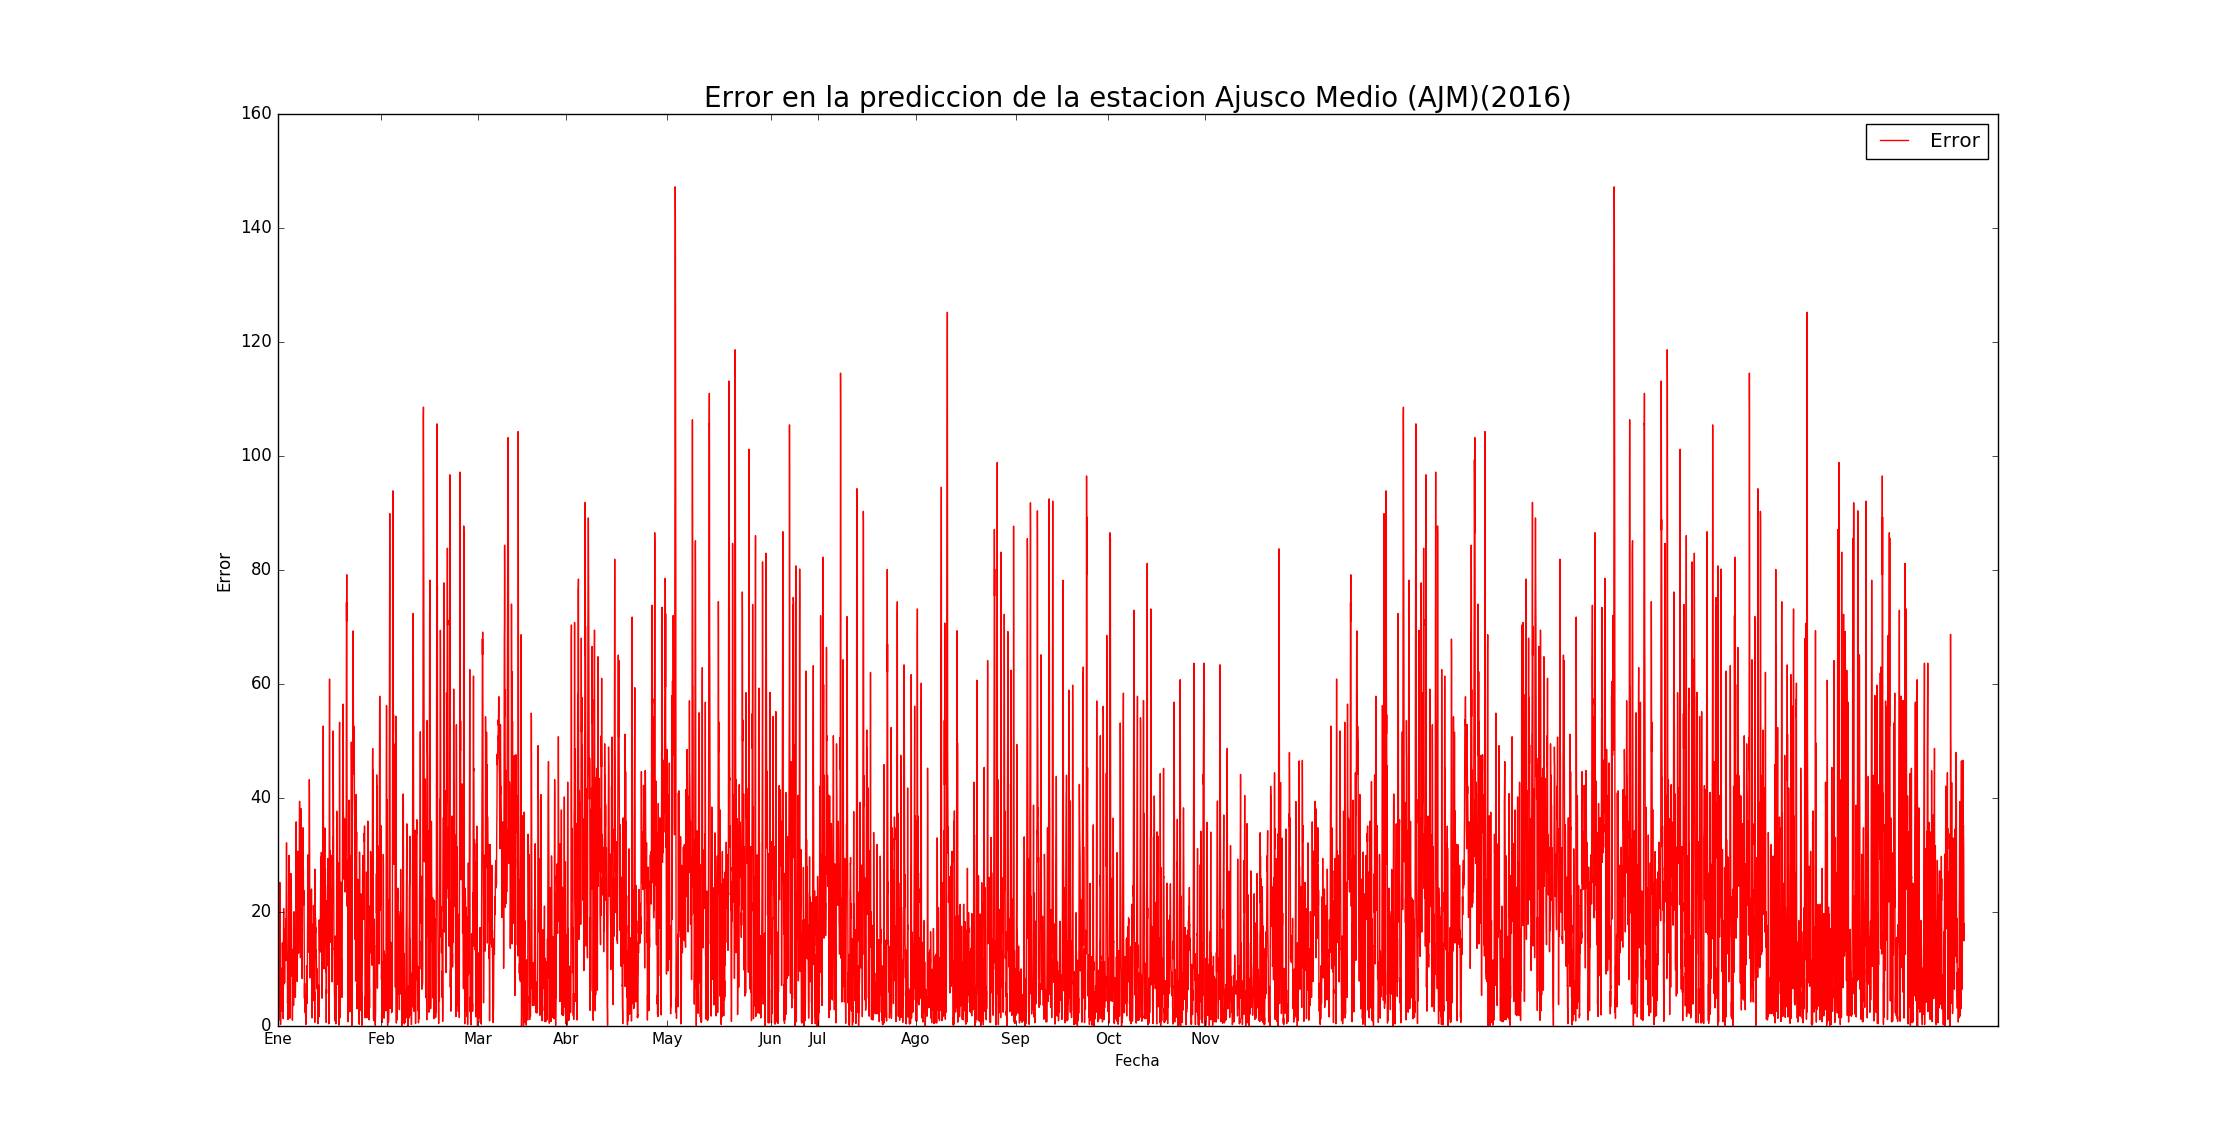 Error en la prediccion de la estacion Ajusco Medio (AJM)(2016)
Error
160
140
120
100
80
60
40
20
0
Error
Ene Feb Mar Abr May Jun Jul Ago Sep Oct Nov
Fecha